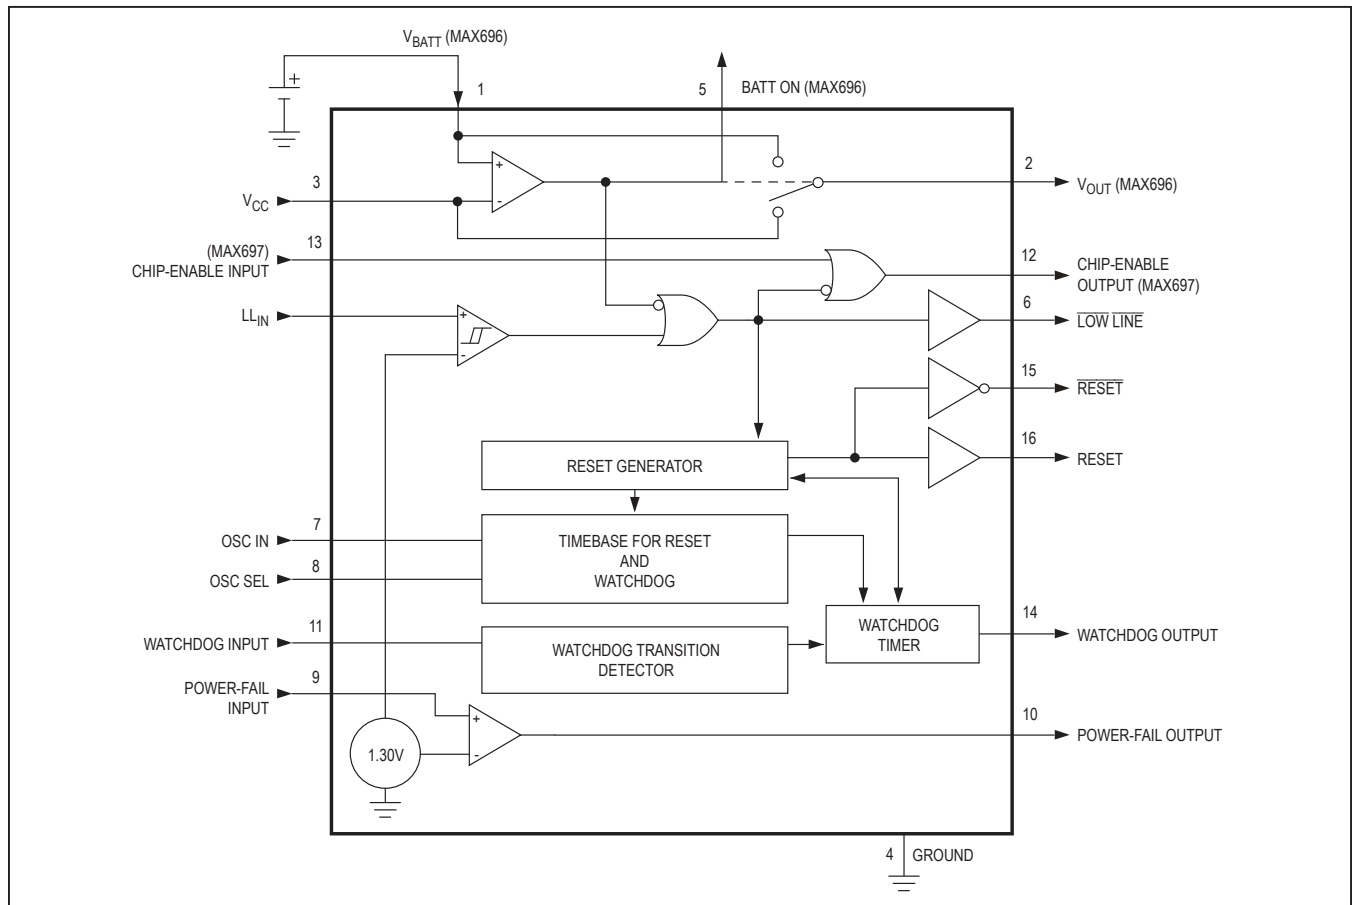 V_BATT (MAX696)
+
1
5
BATT ON (MAX696)
+
-
3
V_CC
2
V_OUT (MAX696)
(MAX697)
CHIP-ENABLE INPUT
13
12
CHIP-ENABLE
OUTPUT (MAX697)
LL_IN
+
-
6
LOW LINE
15
RESET
16
RESET
RESET GENERATOR
7
OSC IN
8
OSC SEL
TIMEBASE FOR RESET
AND
WATCHDOG
11
WATCHDOG INPUT
WATCHDOG TRANSITION
DETECTOR
WATCHDOG
TIMER
14
WATCHDOG OUTPUT
9
POWER-FAIL
INPUT
+
-
1.30V
10
POWER-FAIL OUTPUT
4
GROUND